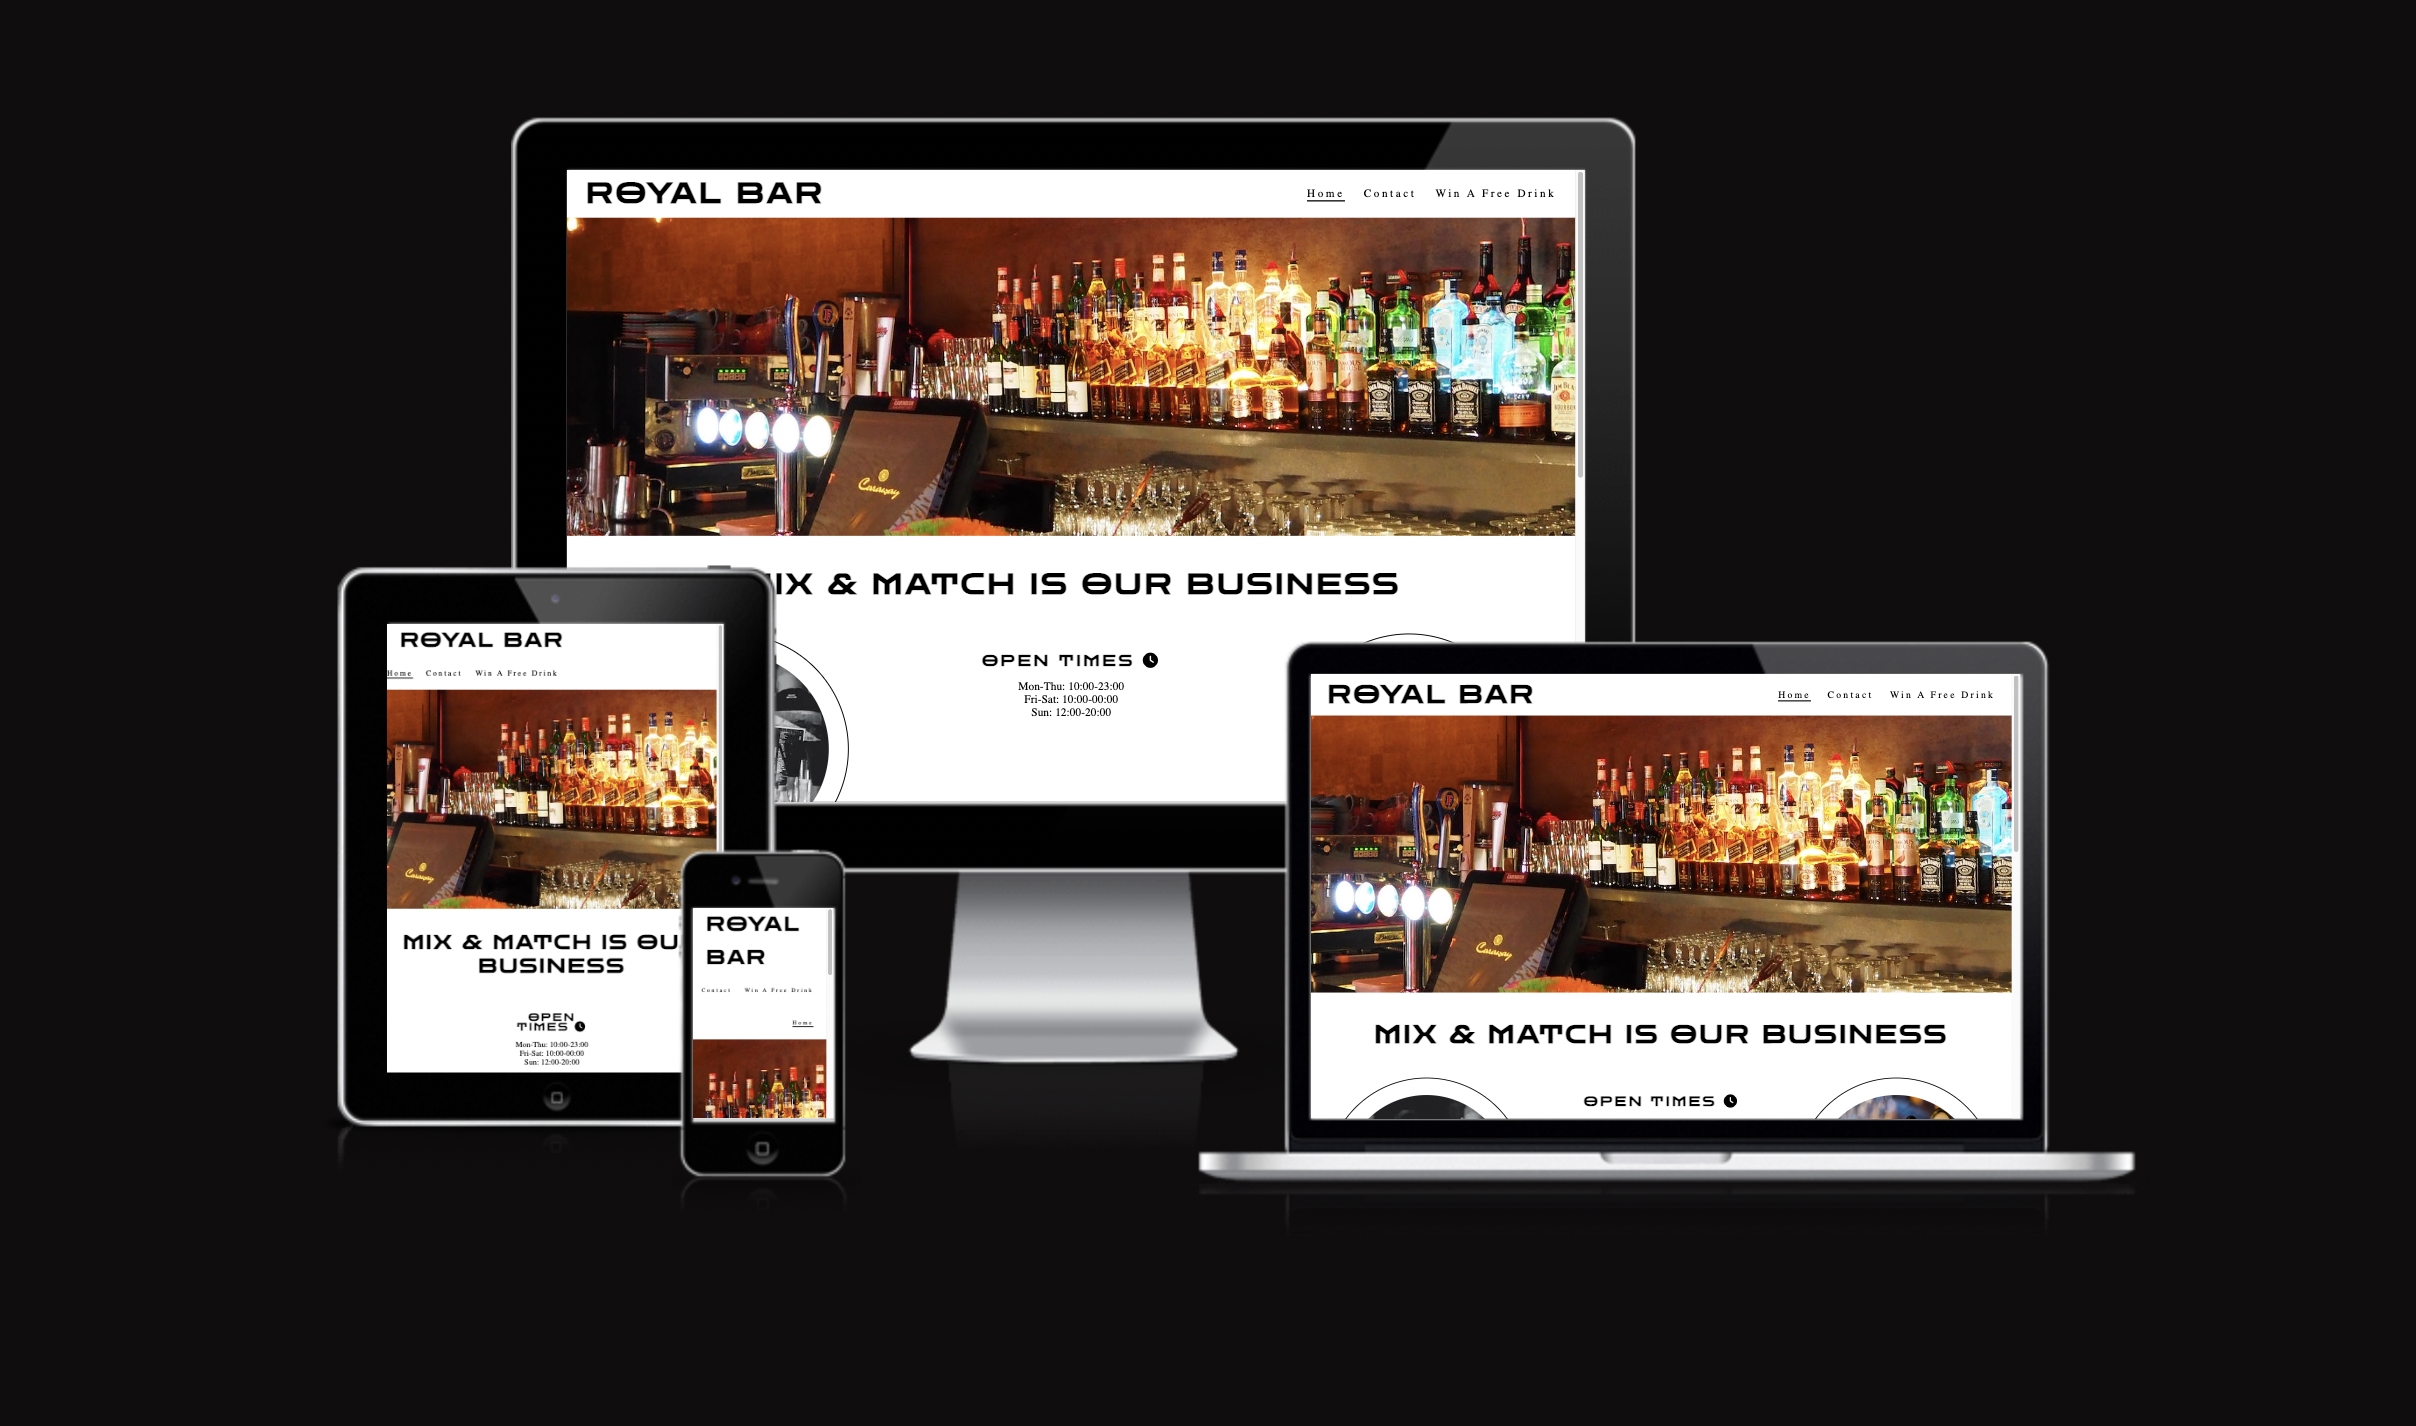 ROYAL BAR
Home Contact Win A Free Drink
Caraway
IX & MATCH IS OUR BUSINESS
OPEN TIMES
Mon-Thu: 10:00-23:00
Fri-Sat: 10:00-00:00
Sun: 12:00-20:00
ROYAL BAR
Home Contact Win A Free Drink
Caraway
MIX & MATCH IS OU
BUSINESS
OPEN
TIMES
Mon-Thu: 10:00-23:00
Fri-Sat: 10:00-00:00
Sun: 12:00-20:00
ROYAL
BAR
Contact Win A Free Drink
Home
ROYAL BAR
Home Contact Win A Free Drink
Caraway
MIX & MATCH IS OUR BUSINESS
OPEN TIMES